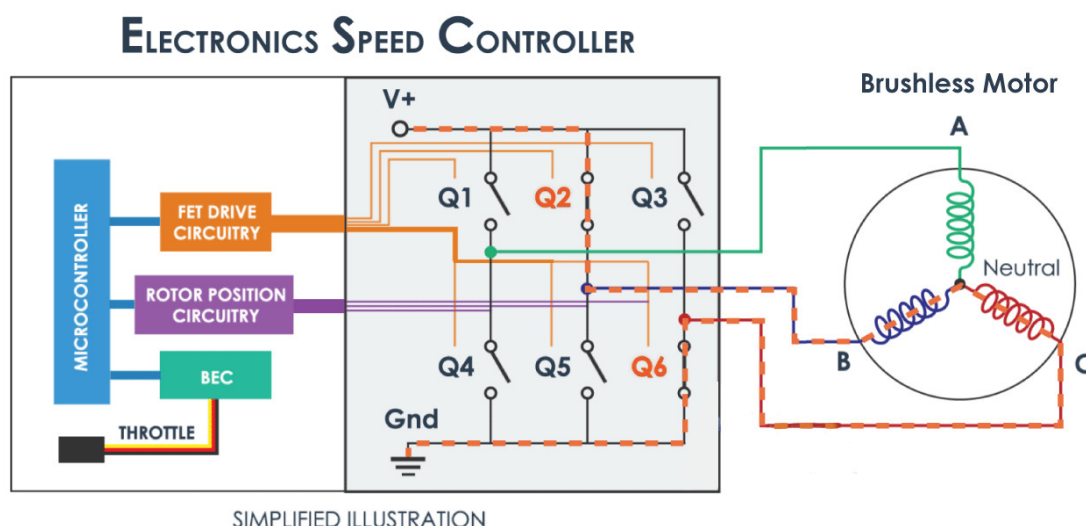 ELECTRONICS SPEED CONTROLLER
Brushless Motor
V+
A
Q1
Q2
Q3
MICROCONTROLLER
FET DRIVE
CIRCUITRY
Neutral
ROTOR POSITION
CIRCUITRY
B
C
Q4
Q5
Q6
BEC
Gnd
THROTTLE
SIMPLIFIED ILLUSTRATION